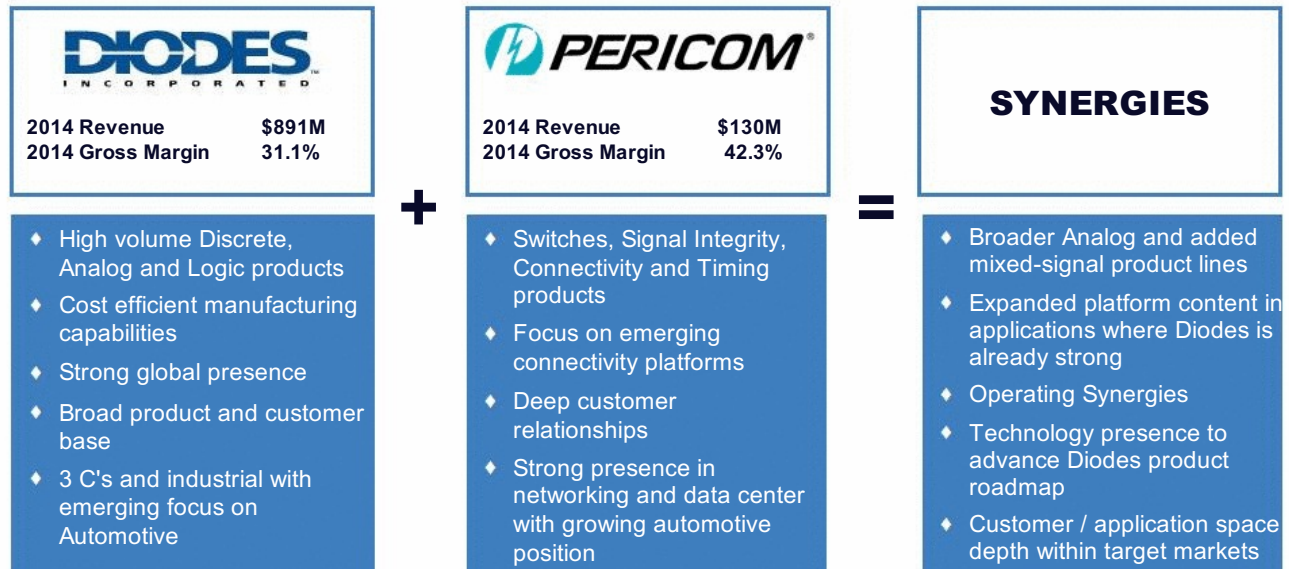 DIODES™
INCORPORATED
2014 Revenue $891M
2014 Gross Margin 31.1%
♦ High volume Discrete,
Analog and Logic products
♦ Cost efficient manufacturing
capabilities
♦ Strong global presence
♦ Broad product and customer
base
♦ 3 C's and industrial with
emerging focus on
Automotive
+
PERICOM®
2014 Revenue $130M
2014 Gross Margin 42.3%
♦ Switches, Signal Integrity,
Connectivity and Timing
products
♦ Focus on emerging
connectivity platforms
♦ Deep customer
relationships
♦ Strong presence in
networking and data center
with growing automotive
position
=
SYNERGIES
♦ Broader Analog and added
mixed-signal product lines
♦ Expanded platform content in
applications where Diodes is
already strong
♦ Operating Synergies
♦ Technology presence to
advance Diodes product
roadmap
♦ Customer / application space
depth within target markets